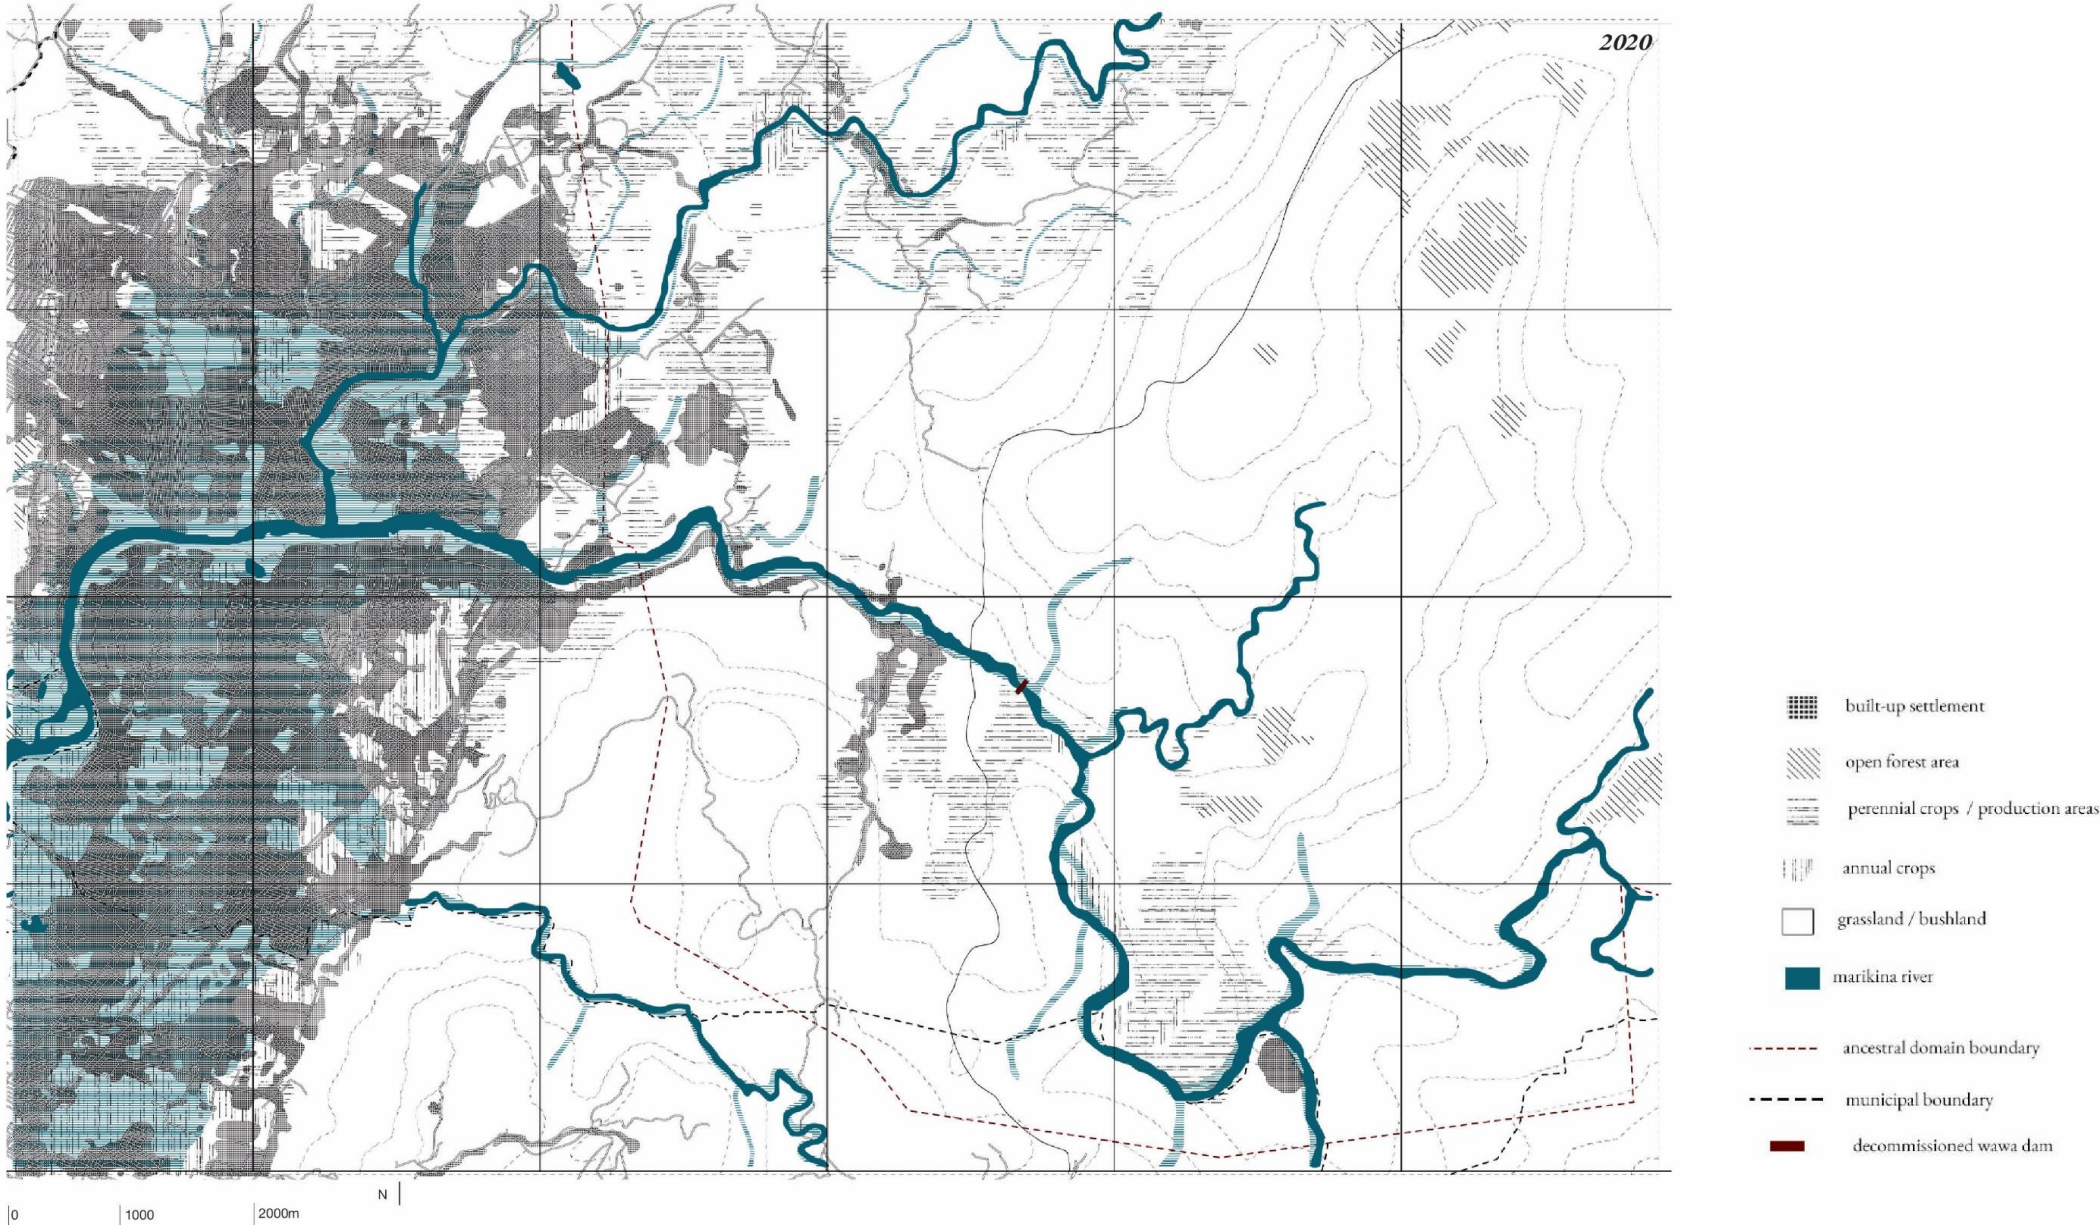 2020
built-up settlement
open forest area
perennial crops / production areas
annual crops
grassland / bushland
marikina river
ancestral domain boundary
municipal boundary
decommissioned wawa dam
N
0 1000 2000m